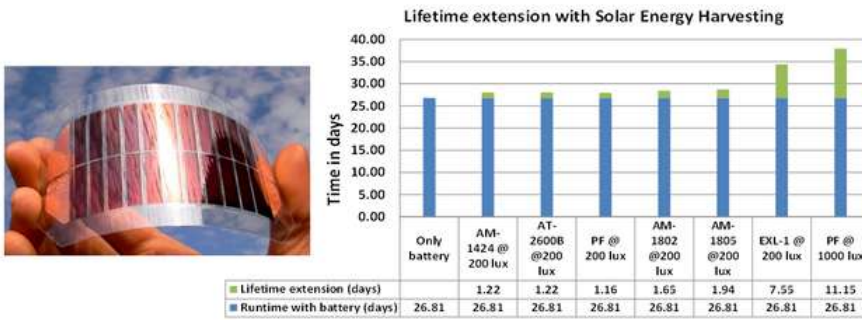 Lifetime extension with Solar Energy Harvesting
40.00
35.00
30.00
25.00
20.00
15.00
10.00
5.00
0.00
Time in days
Only battery
AM-1424 @ 200 lux
AT-2600B @200 lux
PF @ 200 lux
AM-1802 @200 lux
AM-1805 @200 lux
EXL-1 @ 200 lux
PF @ 1000 lux
Lifetime extension (days) 1.22 1.22 1.16 1.65 1.94 7.55 11.15
Runtime with battery (days) 26.81 26.81 26.81 26.81 26.81 26.81 26.81 26.81